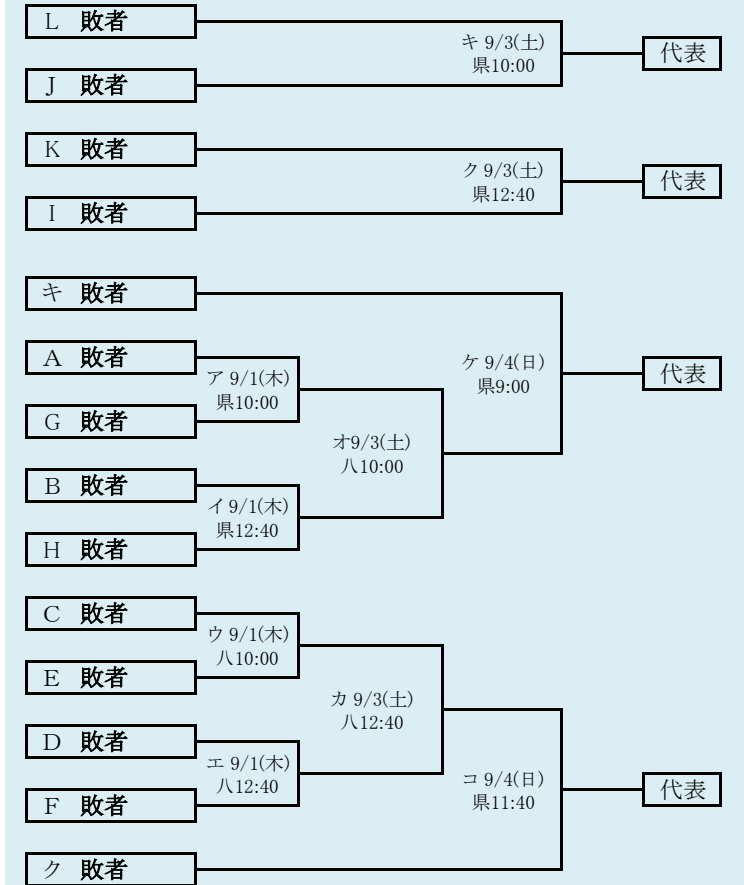 L 敗者
キ 9/3(土)
県10:00
代表
J 敗者
K 敗者
ク 9/3(土)
県12:40
代表
I 敗者
キ 敗者
A 敗者
ア 9/1(木)
県10:00
ケ 9/4(日)
県9:00
代表
G 敗者
オ9/3(土)
八10:00
B 敗者
イ 9/1(木)
県12:40
H 敗者
C 敗者
ウ 9/1(木)
八10:00
E 敗者
カ 9/3(土)
八12:40
D 敗者
エ 9/1(木)
八12:40
コ 9/4(日)
県11:40
代表
F 敗者
ク 敗者